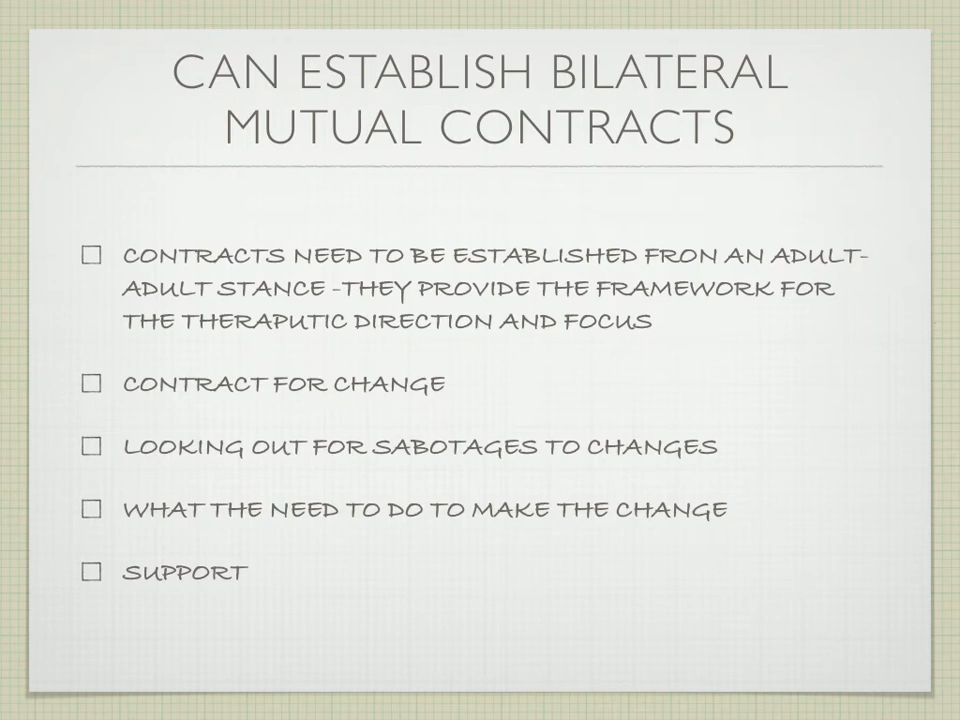 CAN ESTABLISH BILATERAL
MUTUAL CONTRACTS
CONTRACTS NEED TO BE ESTABLISHED FRON AN ADULT-
ADULT STANCE -THEY PROVIDE THE FRAMEWORK FOR
THE THERAPUTIC DIRECTION AND FOCUS
CONTRACT FOR CHANGE
LOOKING OUT FOR SABOTAGES TO CHANGES
WHAT THE NEED TO DO TO MAKE THE CHANGE
SUPPORT